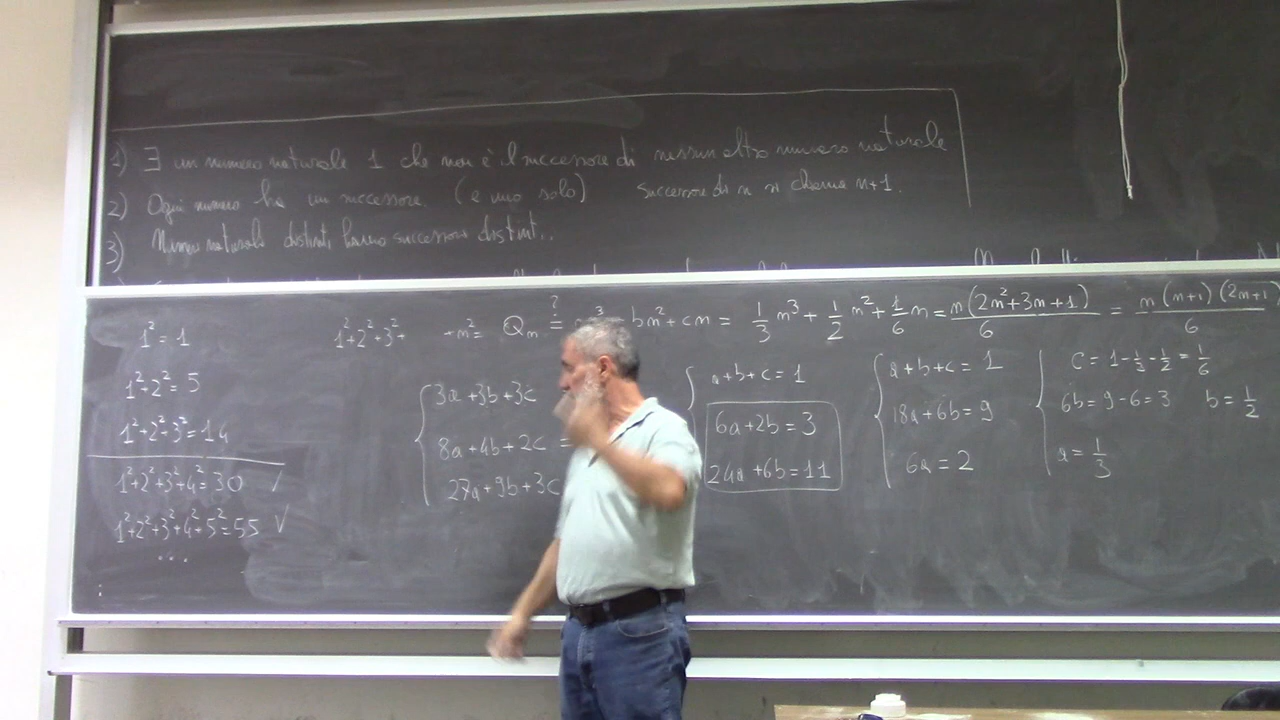 1) ∃ un numero naturale 1 che non è il successore di nessun altro numero naturale
2) Ogni numero ha un successore. (e uno solo) successore di n si chiama n+1.
3) Numeri naturali distinti hanno successori distinti.
1²=1
1²+2²=5
1²+2²+3²=14
1²+2²+3²+4²=30 √
1²+2²+3²+4²+5²=55 √
...
1²+2²+3²+ +n²= Qₙ ?= n³ bn²+cn = 1/3 n³ + 1/2 n² + 1/6 n = n(2n²+3n+1)/6 = n(n+1)(2n+1)/6
3a+3b+3c
8a+4b+2c =
27a+9b+3c
a+b+c=1
6a+2b=3
24a+6b=11
a+b+c=1
18a+6b=9
6a=2
c=1-1/3-1/2=1/6
6b=9-6=3 b=1/2
a=1/3